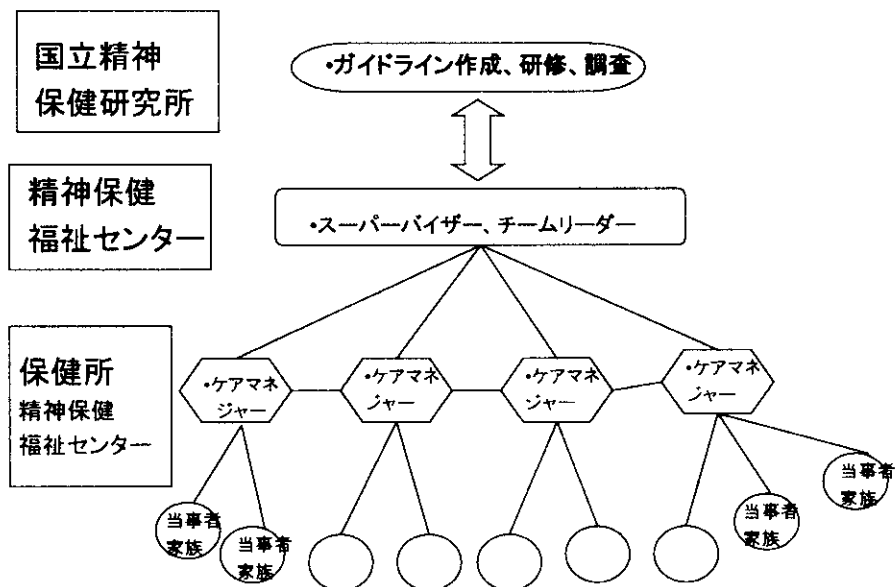 国立精神
保健研究所
・ガイドライン作成、研修、調査
精神保健
福祉センター
・スーパーバイザー、チームリーダー
保健所
精神保健
福祉センター
・ケアマネ
ジャー
・ケアマネ
ジャー
・ケアマネ
ジャー
・ケアマネ
ジャー
当事者
家族
当事者
家族
当事者
家族
当事者
家族